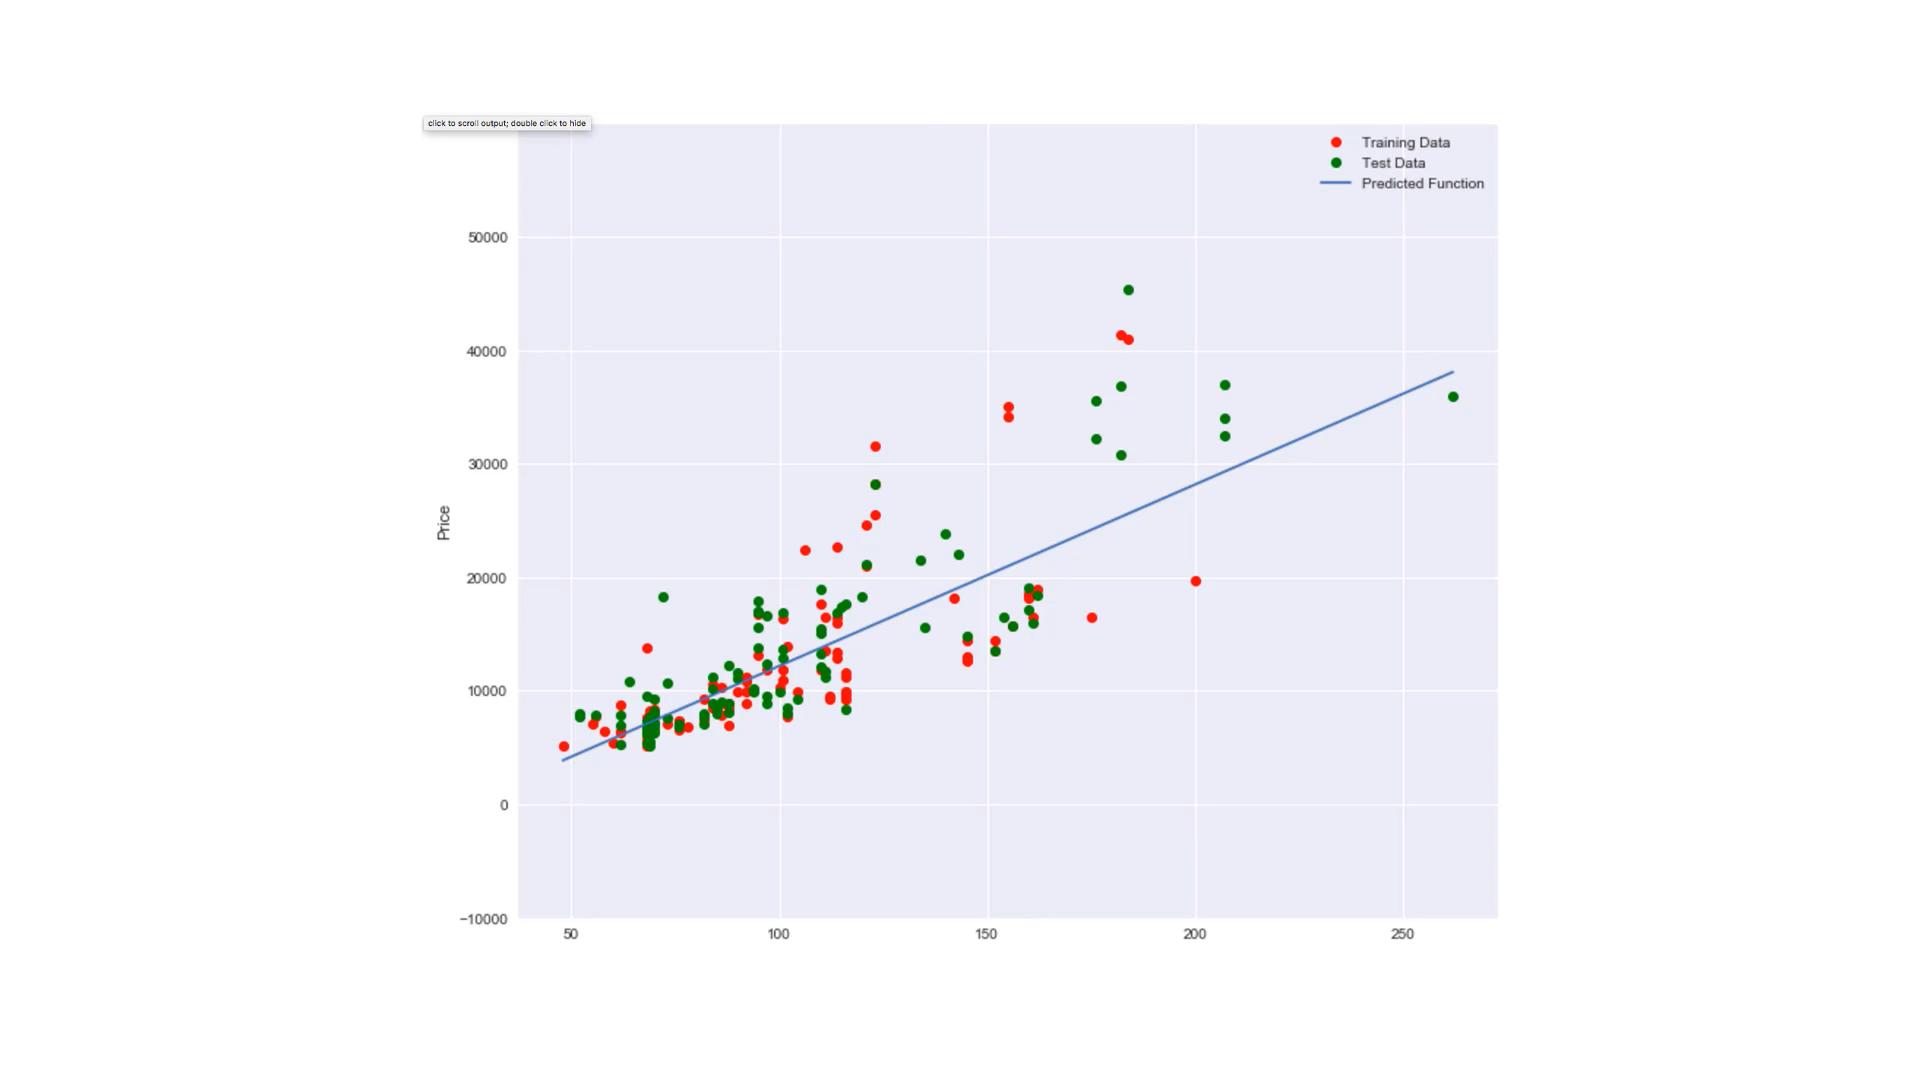 click to scroll output; double click to hide
Training Data
Test Data
Predicted Function
50000
40000
30000
20000
10000
0
−10000
Price
50
100
150
200
250